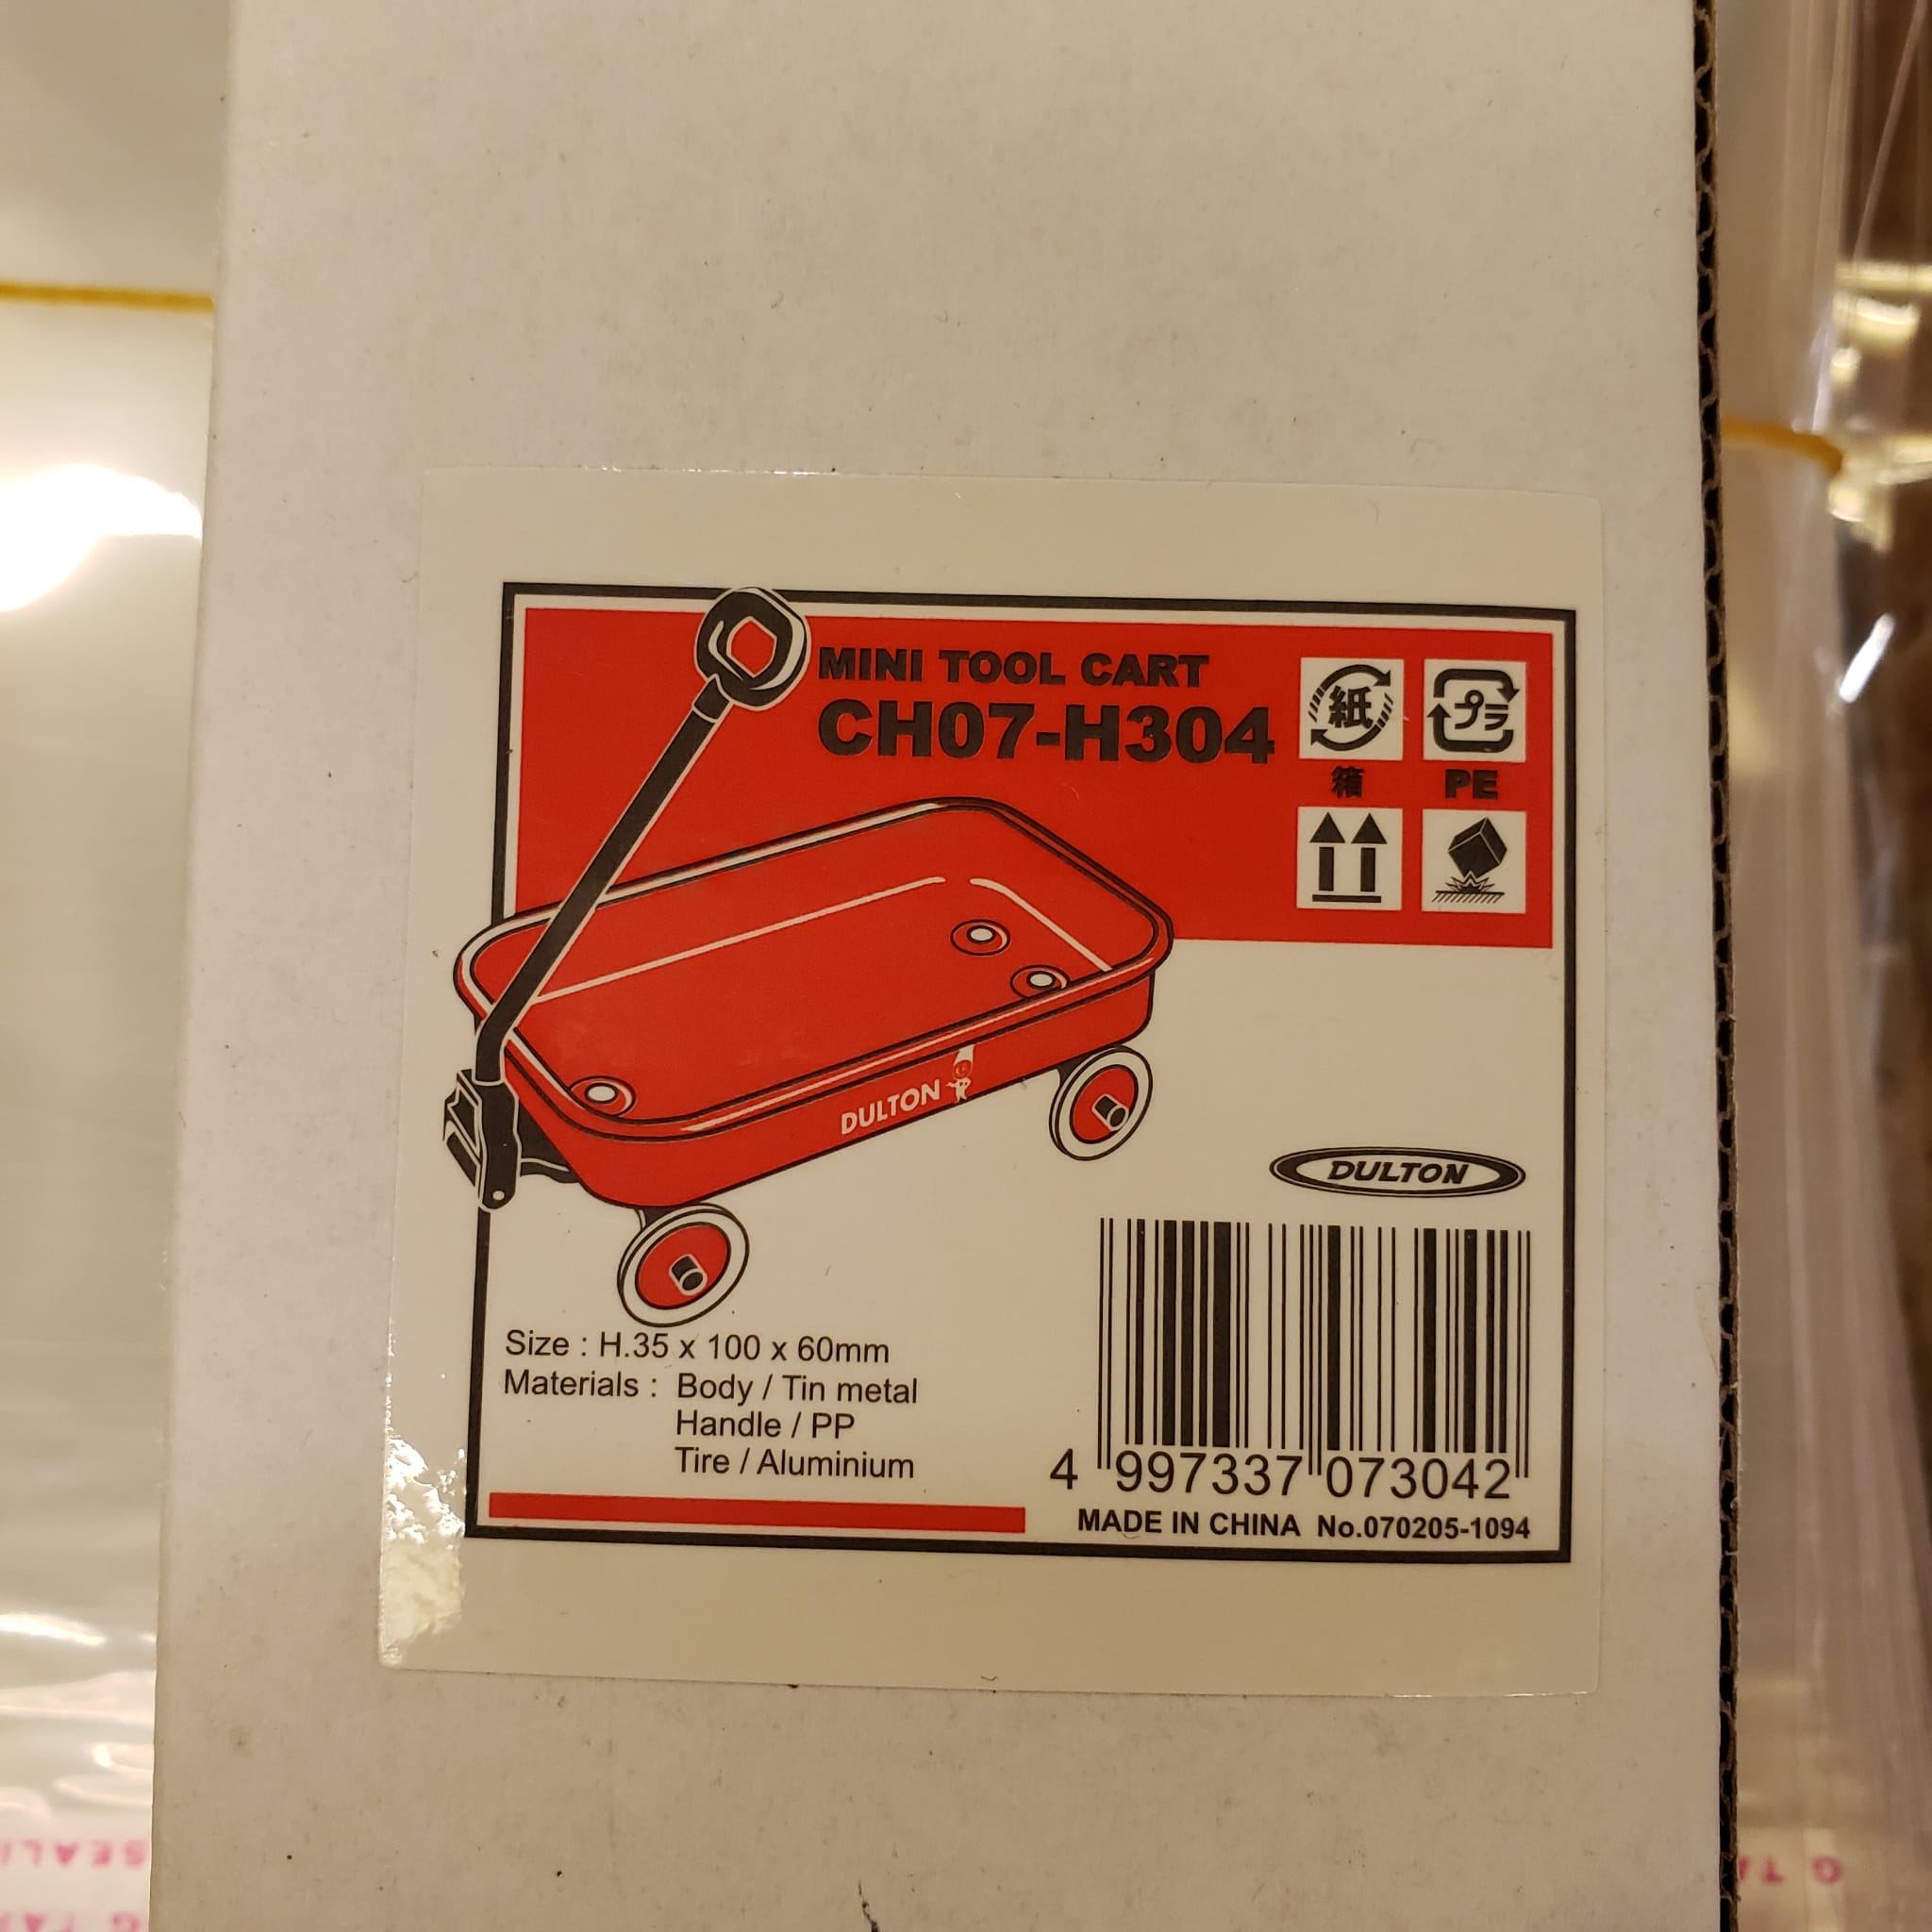 MINI TOOL CART
CH07-H304
紙
プラ
箱
PE
DULTON
DULTON
Size : H.35 x 100 x 60mm
Materials : Body / Tin metal
Handle / PP
Tire / Aluminium
4 997337 073042
MADE IN CHINA No.070205-1094